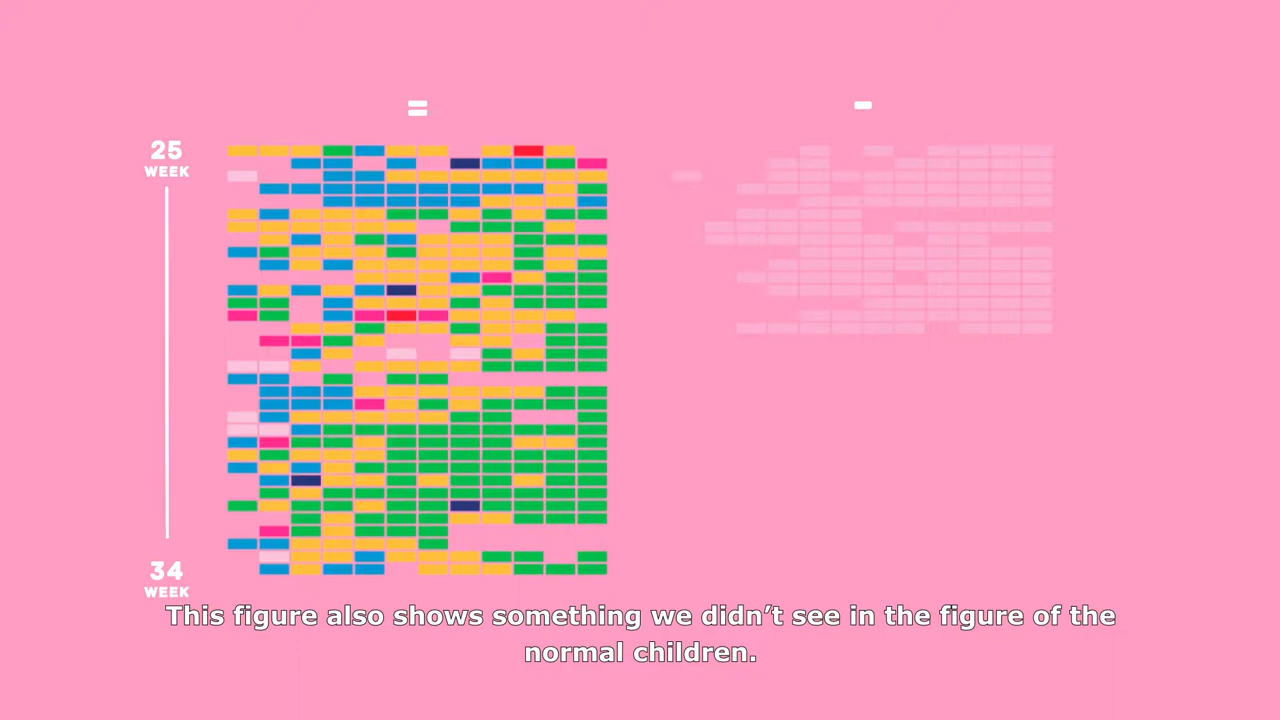 25
WEEK
34
WEEK
This figure also shows something we didn’t see in the figure of the
normal children.